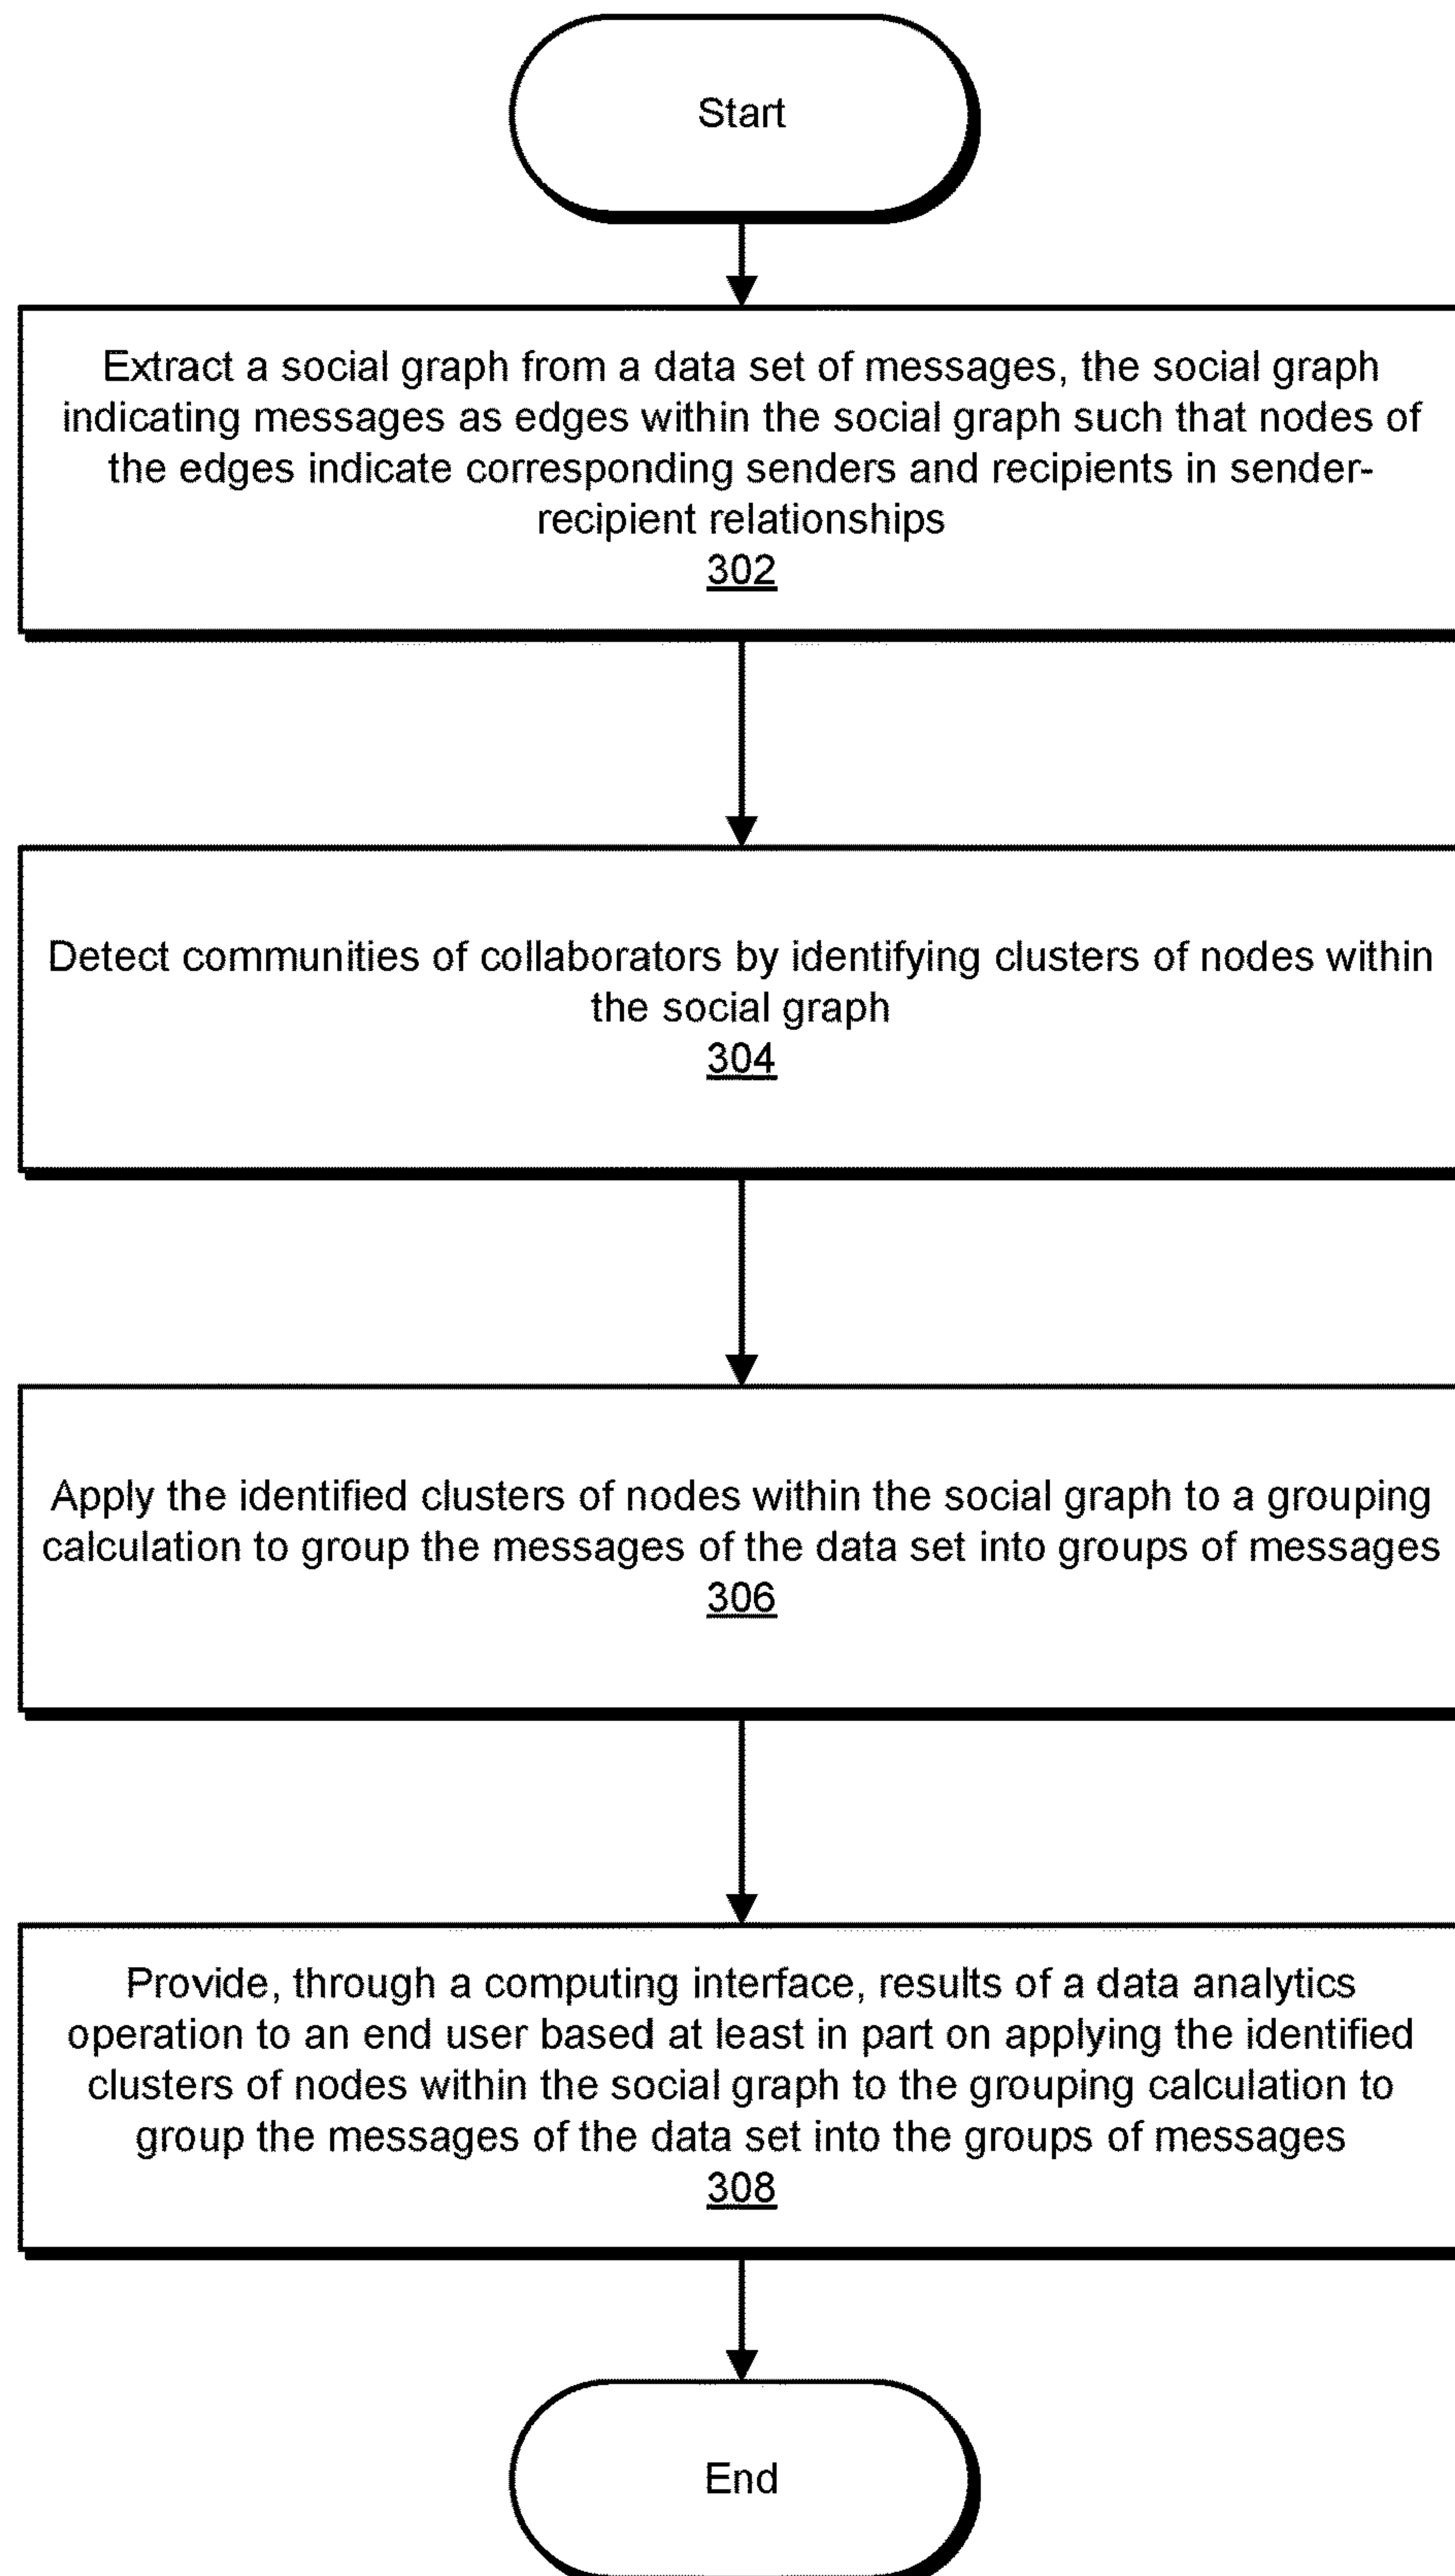 Start
Extract a social graph from a data set of messages, the social graph
indicating messages as edges within the social graph such that nodes of
the edges indicate corresponding senders and recipients in sender-
recipient relationships
302
Detect communities of collaborators by identifying clusters of nodes within
the social graph
304
Apply the identified clusters of nodes within the social graph to a grouping
calculation to group the messages of the data set into groups of messages
306
Provide, through a computing interface, results of a data analytics
operation to an end user based at least in part on applying the identified
clusters of nodes within the social graph to the grouping calculation to
group the messages of the data set into the groups of messages
308
End